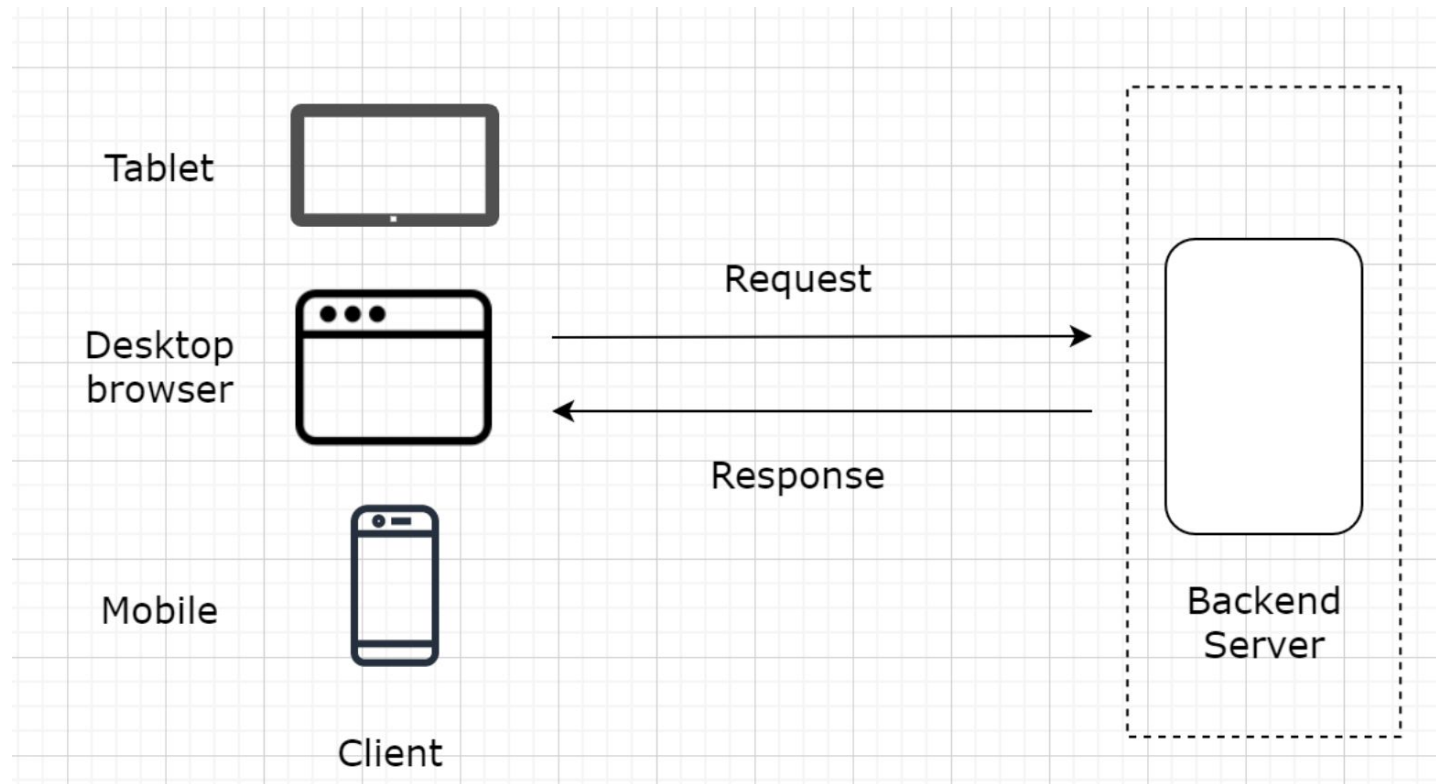 Tablet
Request
Desktop
browser
Response
Mobile
Backend
Server
Client